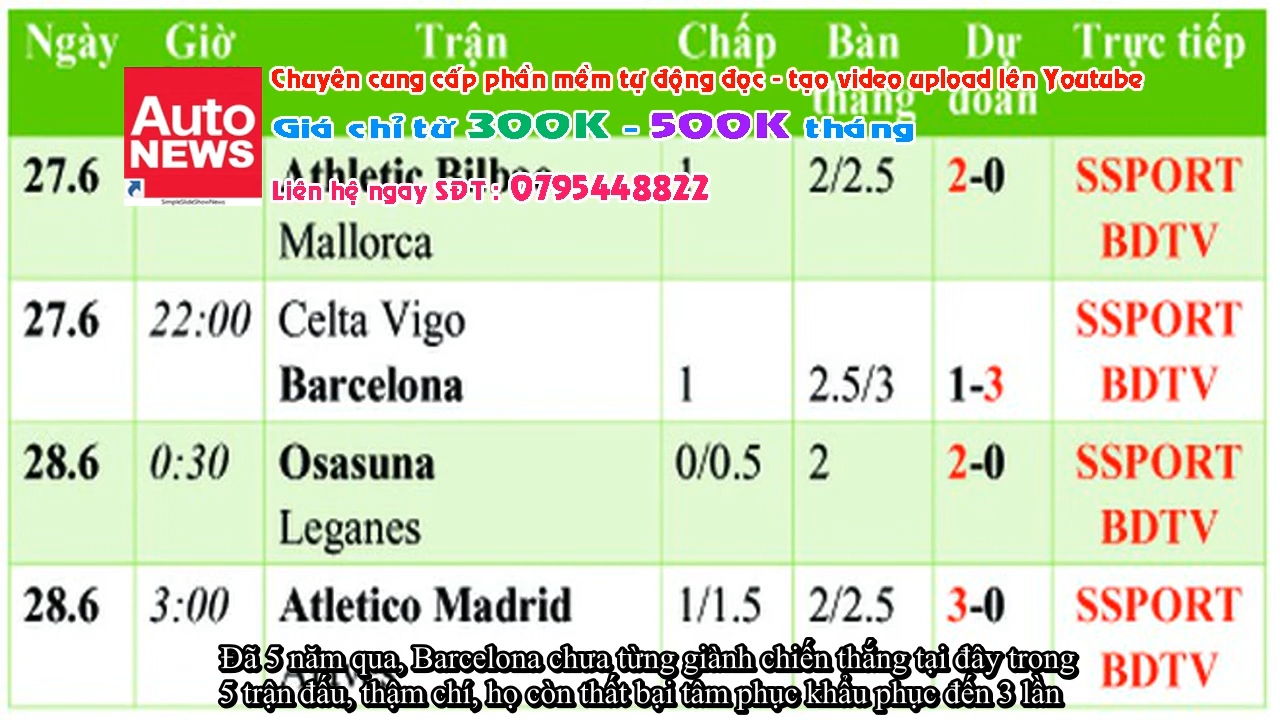 Ngày Giờ Trận Chấp Bàn Dự Trực tiếp
thắng đoán
Chuyên cung cấp phần mềm tự động đọc - tạo video upload lên Youtube
Auto
NEWS
Giá chỉ từ 300K - 500K tháng
Liên hệ ngay SĐT : 0795448822
SimpleSlideShowNews
27.6 Athletic Bilbao 1 2/2.5 2-0 SSPORT
Mallorca BDTV
27.6 22:00 Celta Vigo SSPORT
Barcelona 1 2.5/3 1-3 BDTV
28.6 0:30 Osasuna 0/0.5 2 2-0 SSPORT
Leganes BDTV
28.6 3:00 Atletico Madrid 1/1.5 2/2.5 3-0 SSPORT
BDTV
Đã 5 năm qua, Barcelona chưa từng giành chiến thắng tại đây trong
5 trận đấu, thậm chí, họ còn thất bại tâm phục khẩu phục đến 3 lần